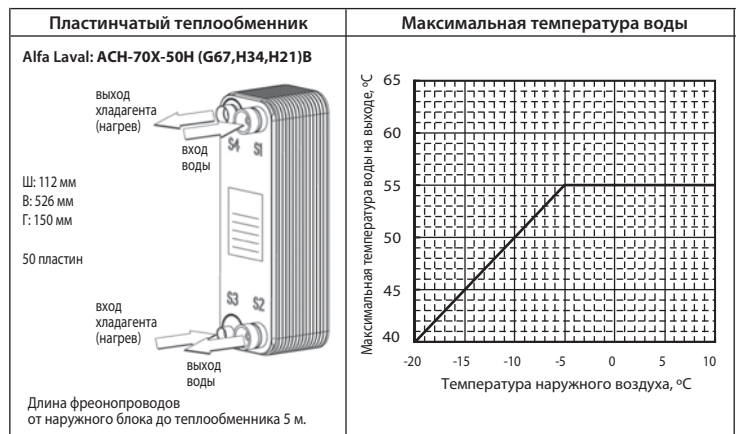 Пластинчатый теплообменник
Alfa Laval: ACH-70X-50H (G67,H34,H21)B
выход
хладагента
(нагрев)
вход
воды
S4 S1
Ш: 112 мм
В: 526 мм
Г: 150 мм
50 пластин
S3 S2
вход
хладагента
(нагрев)
выход
воды
Длина фреонопроводов
от наружного блока до теплообменника 5 м.
Максимальная температура воды
Максимальная температура воды на выходе, ºC
65
60
55
50
45
40
-20 -15 -10 -5 0 5 10
Температура наружного воздуха, ºC